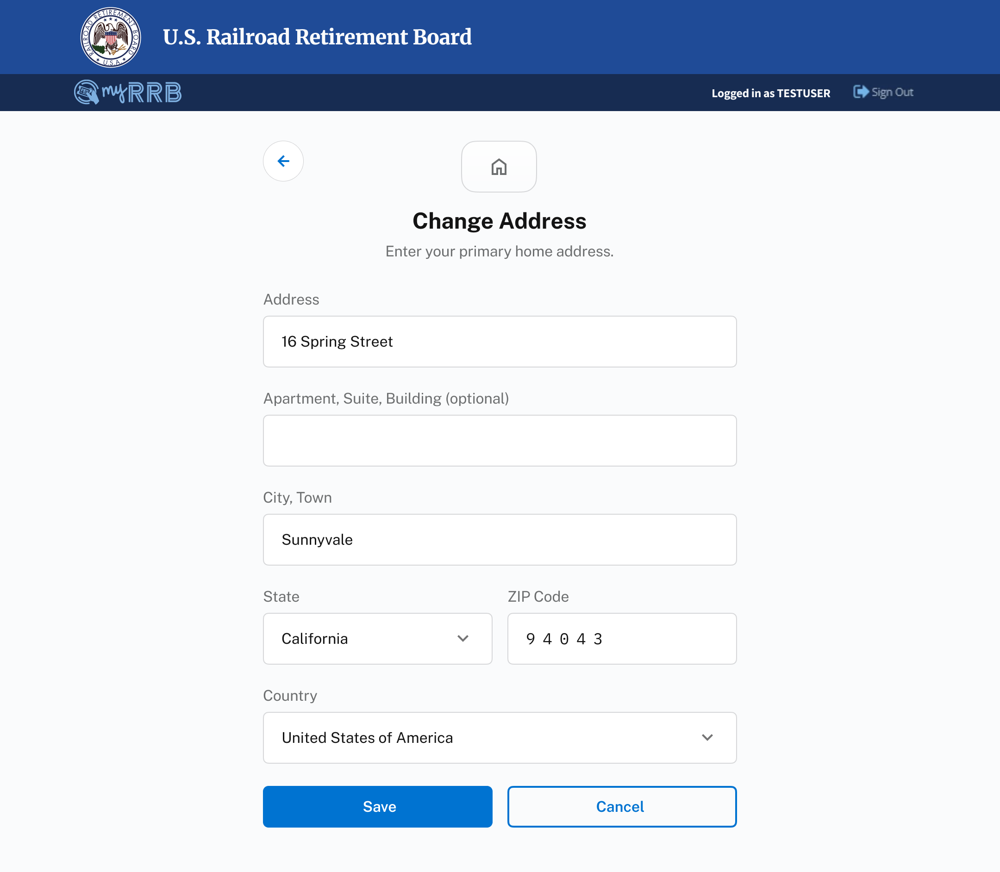 RAILROAD RETIREMENT BOARD
U.S.A.
U.S. Railroad Retirement Board
myRRB
Logged in as TESTUSER
Sign Out
Change Address
Enter your primary home address.
Address
16 Spring Street
Apartment, Suite, Building (optional)
City, Town
Sunnyvale
State
ZIP Code
California
9 4 0 4 3
Country
United States of America
Save
Cancel